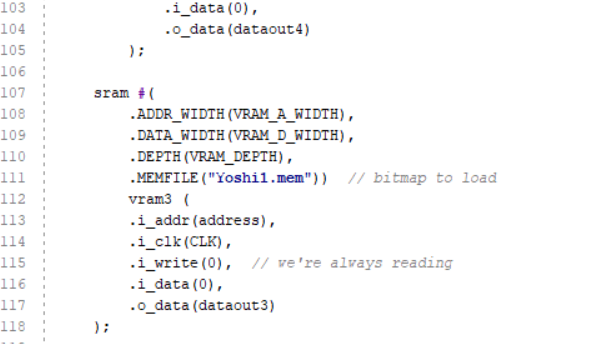 103 .i_data(0),
104 .o_data(dataout4)
105 );
106
107 sram #(
108 .ADDR_WIDTH(VRAM_A_WIDTH),
109 .DATA_WIDTH(VRAM_D_WIDTH),
110 .DEPTH(VRAM_DEPTH),
111 .MEMFILE("Yoshi1.mem")) // bitmap to load
112 vram3 (
113 .i_addr(address),
114 .i_clk(CLK),
115 .i_write(0), // we're always reading
116 .i_data(0),
117 .o_data(dataout3)
118 );